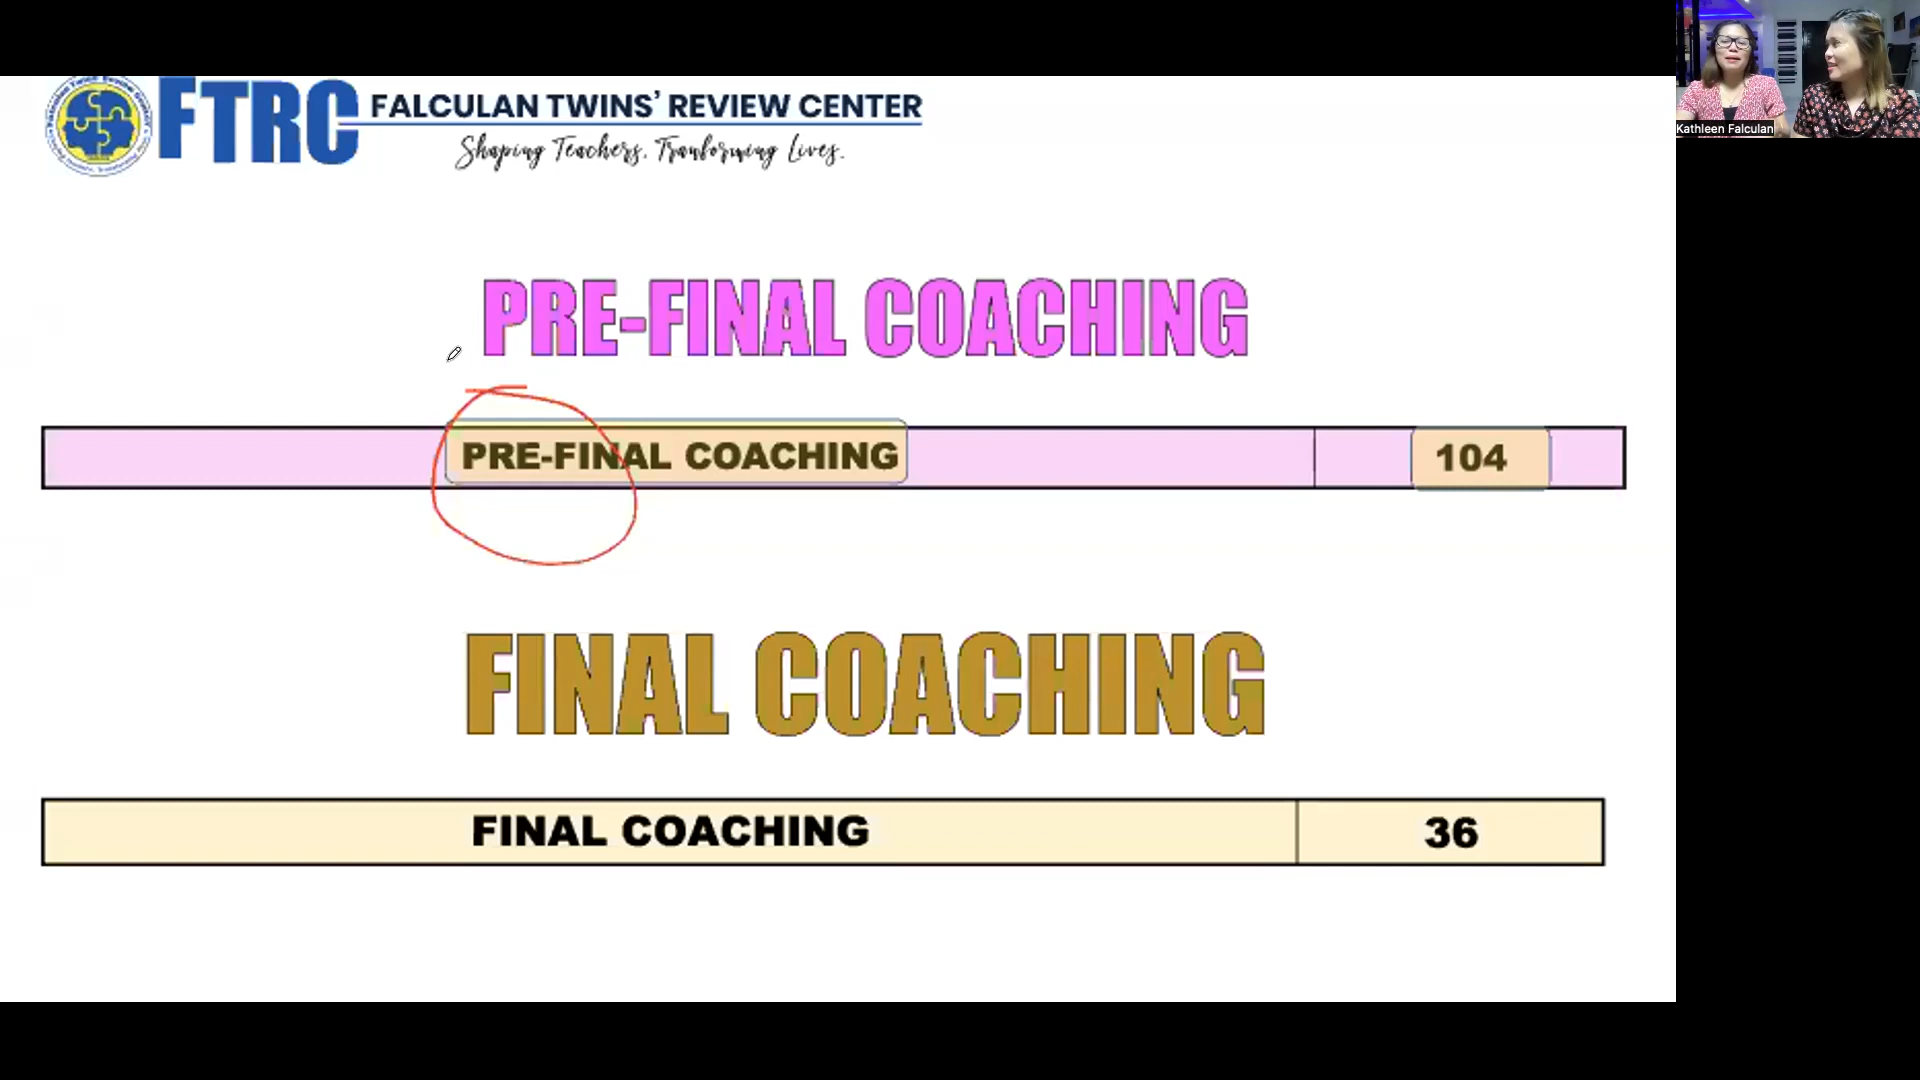 FTRC
FALCULAN TWINS' REVIEW CENTER
Shaping Teachers, Tranforming Lives.
Kathleen Falculan
PRE-FINAL COACHING
PRE-FINAL COACHING 104
FINAL COACHING
FINAL COACHING 36